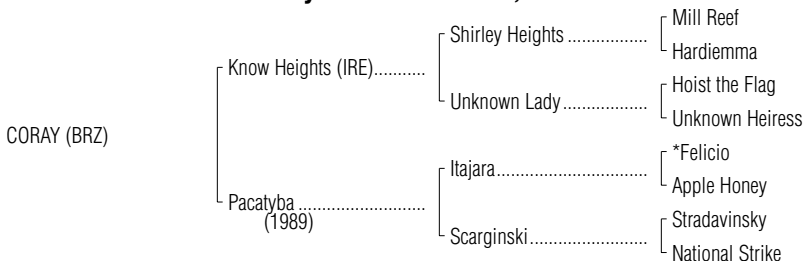 Mill Reef
Shirley Heights ..................
Hardiemma
Know Heights (IRE)...........
Hoist the Flag
Unknown Lady...................
Unknown Heiress
CORAY (BRZ)
*Felicio
Itajara.................................
Apple Honey
Pacatyba ............................
(1989)
Stradavinsky
Scarginski..........................
National Strike